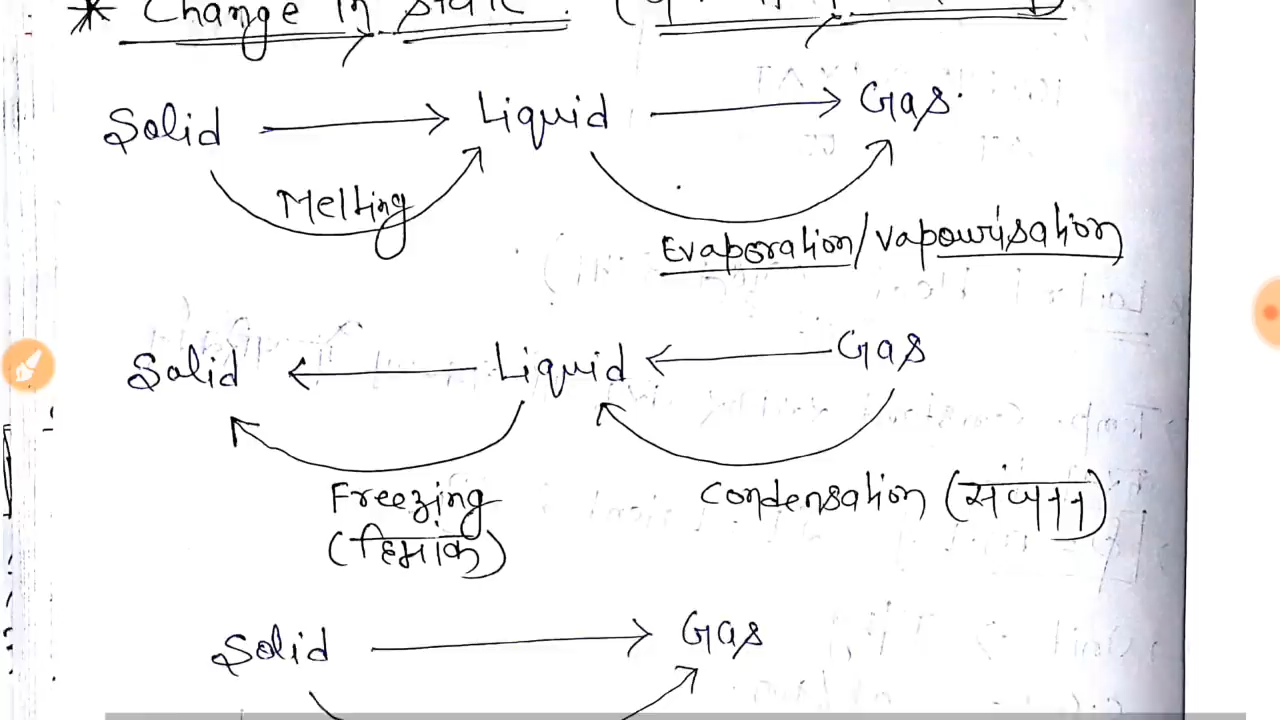 * Change in State
Solid → Liquid → Gas
Melting
Evaporation/vapourisation
Solid ← Liquid ← Gas
Freezing
(हिमांक)
Condensation (संघनन)
Solid → Gas